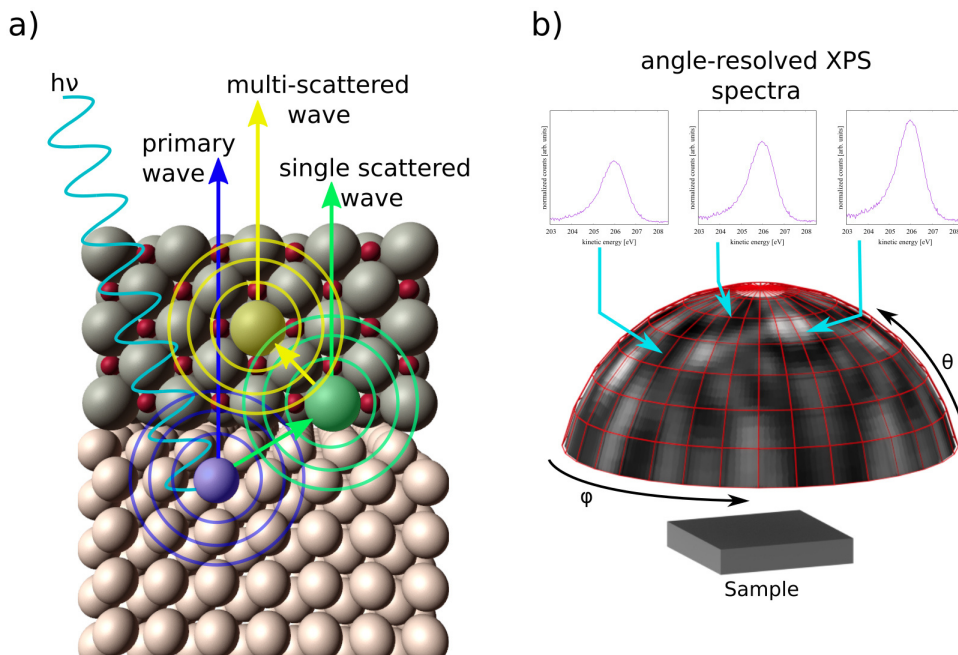 a)
hν
multi-scattered
wave
primary
wave
single scattered
wave
b)
angle-resolved XPS
spectra
normalized counts [arb. units]
203 204 205 206 207 208
kinetic energy [eV]
normalized counts [arb. units]
203 204 205 206 207 208
kinetic energy [eV]
normalized counts [arb. units]
203 204 205 206 207 208
kinetic energy [eV]
θ
φ
Sample